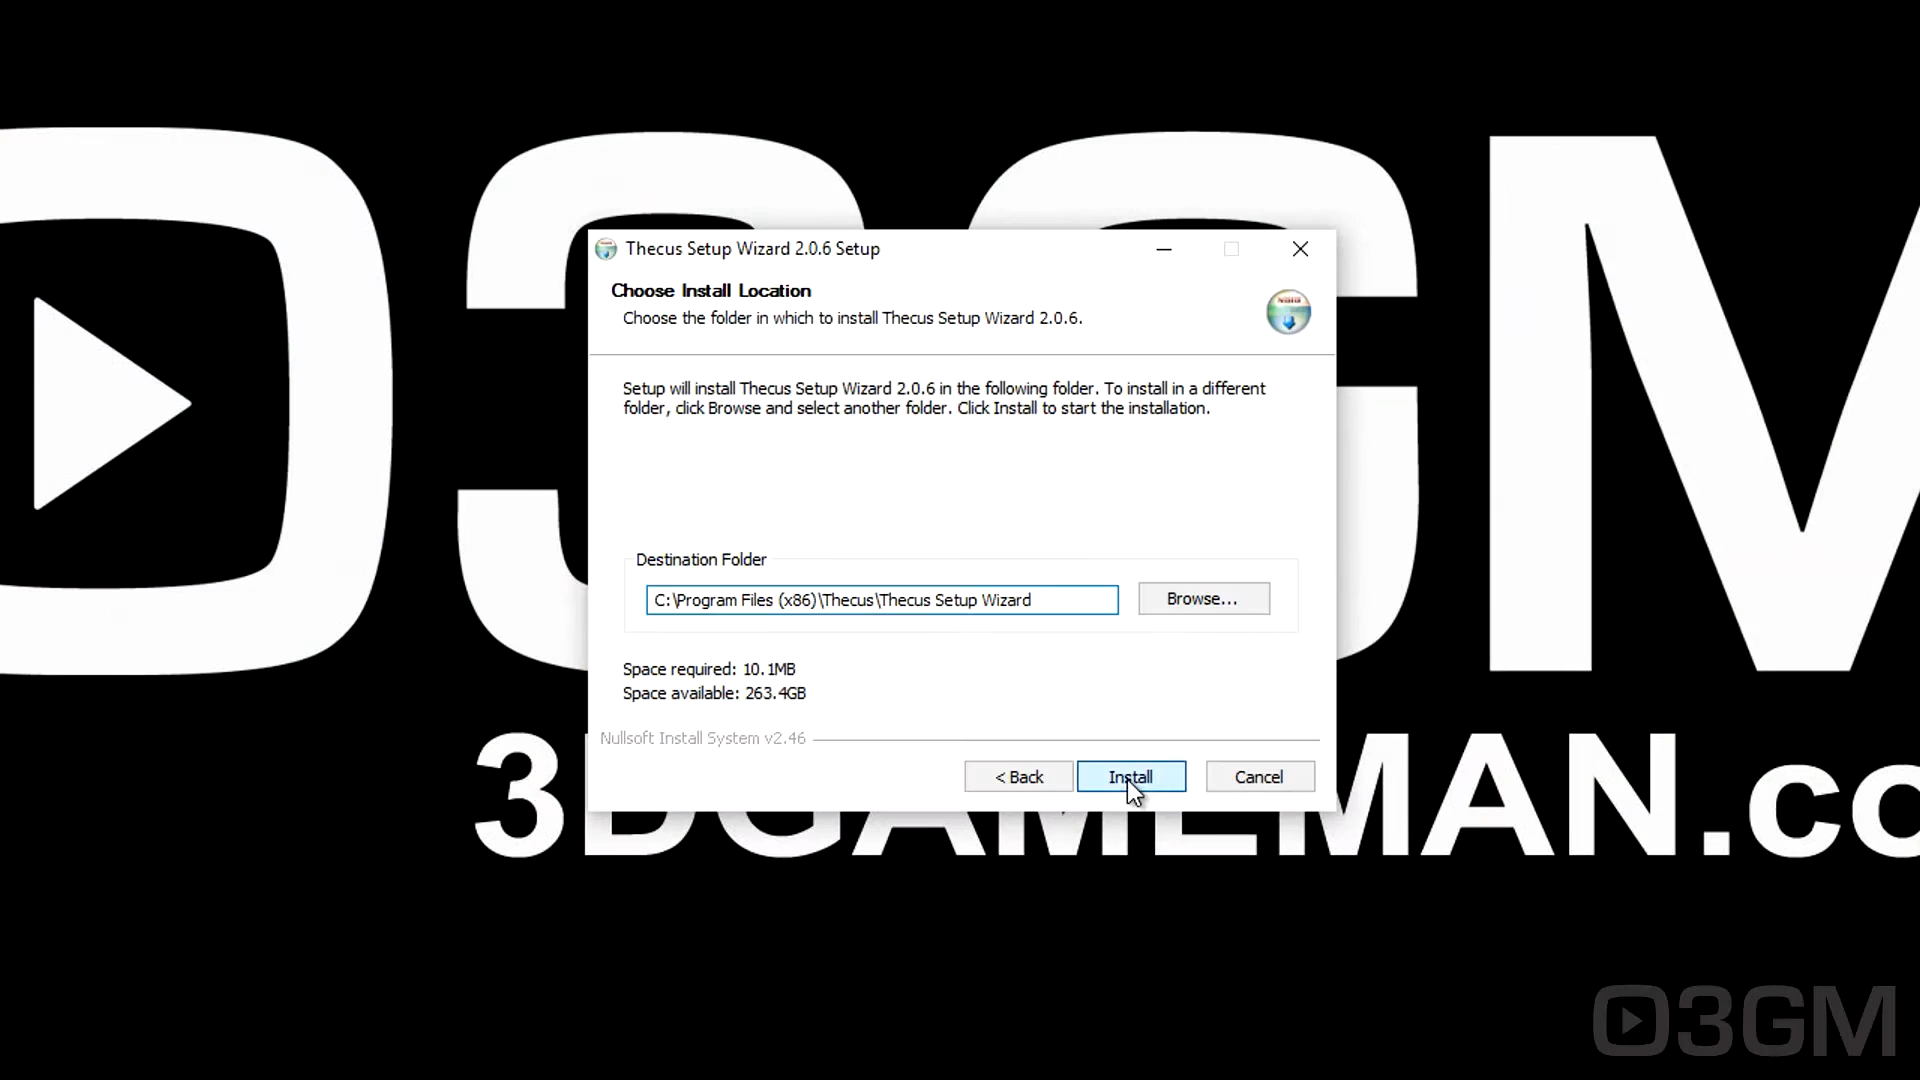 Thecus Setup Wizard 2.0.6 Setup
Choose Install Location
Choose the folder in which to install Thecus Setup Wizard 2.0.6.
Setup will install Thecus Setup Wizard 2.0.6 in the following folder. To install in a different
folder, click Browse and select another folder. Click Install to start the installation.
Destination Folder
C:\Program Files (x86)\Thecus\Thecus Setup Wizard
Browse...
Space required: 10.1MB
Space available: 263.4GB
Nullsoft Install System v2.46
< Back
Install
Cancel
3DGAMEMAN.co
3GM